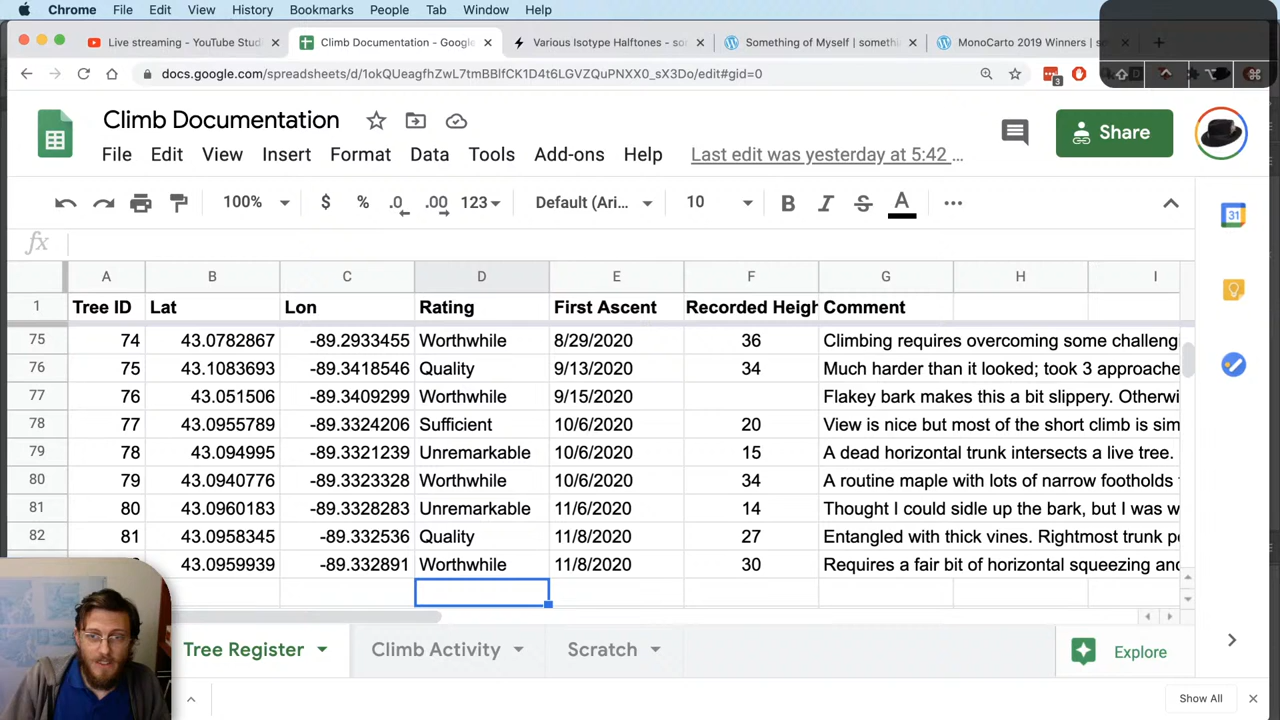 Chrome File Edit View History Bookmarks People Tab Window Help
Live streaming - YouTube Stud
Climb Documentation - Google
Various Isotype Halftones - so
Something of Myself | somethi
MonoCarto 2019 Winners | so
docs.google.com/spreadsheets/d/1okQUeagfhZwL7tmBBlfCK1D4t6LGVZQuPNXX0_sX3Do/edit#gid=0
3
Climb Documentation
Share
File Edit View Insert Format Data Tools Add-ons Help
Last edit was yesterday at 5:42 …
100% $ % .0 .00 123 Default (Ari... 10 B I S A
31
fx
A B C D E F G H I
1 Tree ID Lat Lon Rating First Ascent Recorded Heigh Comment
75 74 43.0782867 -89.2933455 Worthwhile 8/29/2020 36 Climbing requires overcoming some challeng
76 75 43.1083693 -89.3418546 Quality 9/13/2020 34 Much harder than it looked; took 3 approache
77 76 43.051506 -89.3409299 Worthwhile 9/15/2020 Flakey bark makes this a bit slippery. Otherwi
78 77 43.0955789 -89.3324206 Sufficient 10/6/2020 20 View is nice but most of the short climb is sim
79 78 43.094995 -89.3321239 Unremarkable 10/6/2020 15 A dead horizontal trunk intersects a live tree.
80 79 43.0940776 -89.3323328 Worthwhile 10/6/2020 34 A routine maple with lots of narrow footholds
81 80 43.0960183 -89.3328283 Unremarkable 11/6/2020 14 Thought I could sidle up the bark, but I was w
82 81 43.0958345 -89.332536 Quality 11/8/2020 27 Entangled with thick vines. Rightmost trunk p
43.0959939 -89.332891 Worthwhile 11/8/2020 30 Requires a fair bit of horizontal squeezing and
Tree Register Climb Activity Scratch Explore
Show All